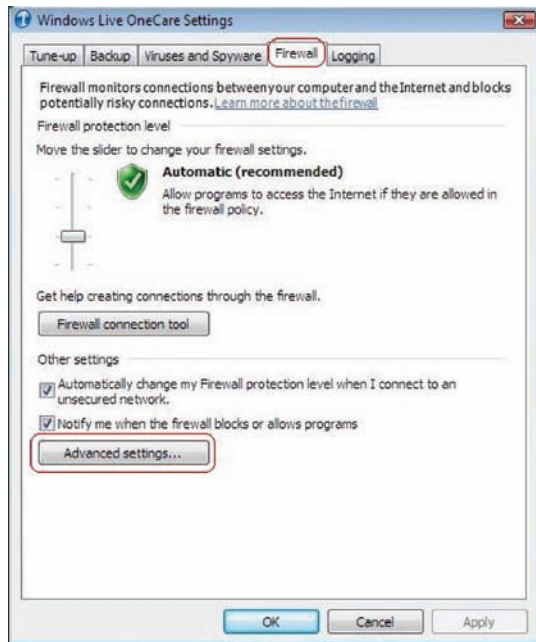 Windows Live OneCare Settings
Tune-up Backup Viruses and Spyware Firewall Logging
Firewall monitors connections between your computer and the Internet and blocks
potentially risky connections. Learn more about the firewall
Firewall protection level
Move the slider to change your firewall settings.
Automatic (recommended)
Allow programs to access the Internet if they are allowed in
the firewall policy.
Get help creating connections through the firewall.
Firewall connection tool
Other settings
Automatically change my Firewall protection level when I connect to an
unsecured network.
Notify me when the firewall blocks or allows programs
Advanced settings...
OK Cancel Apply